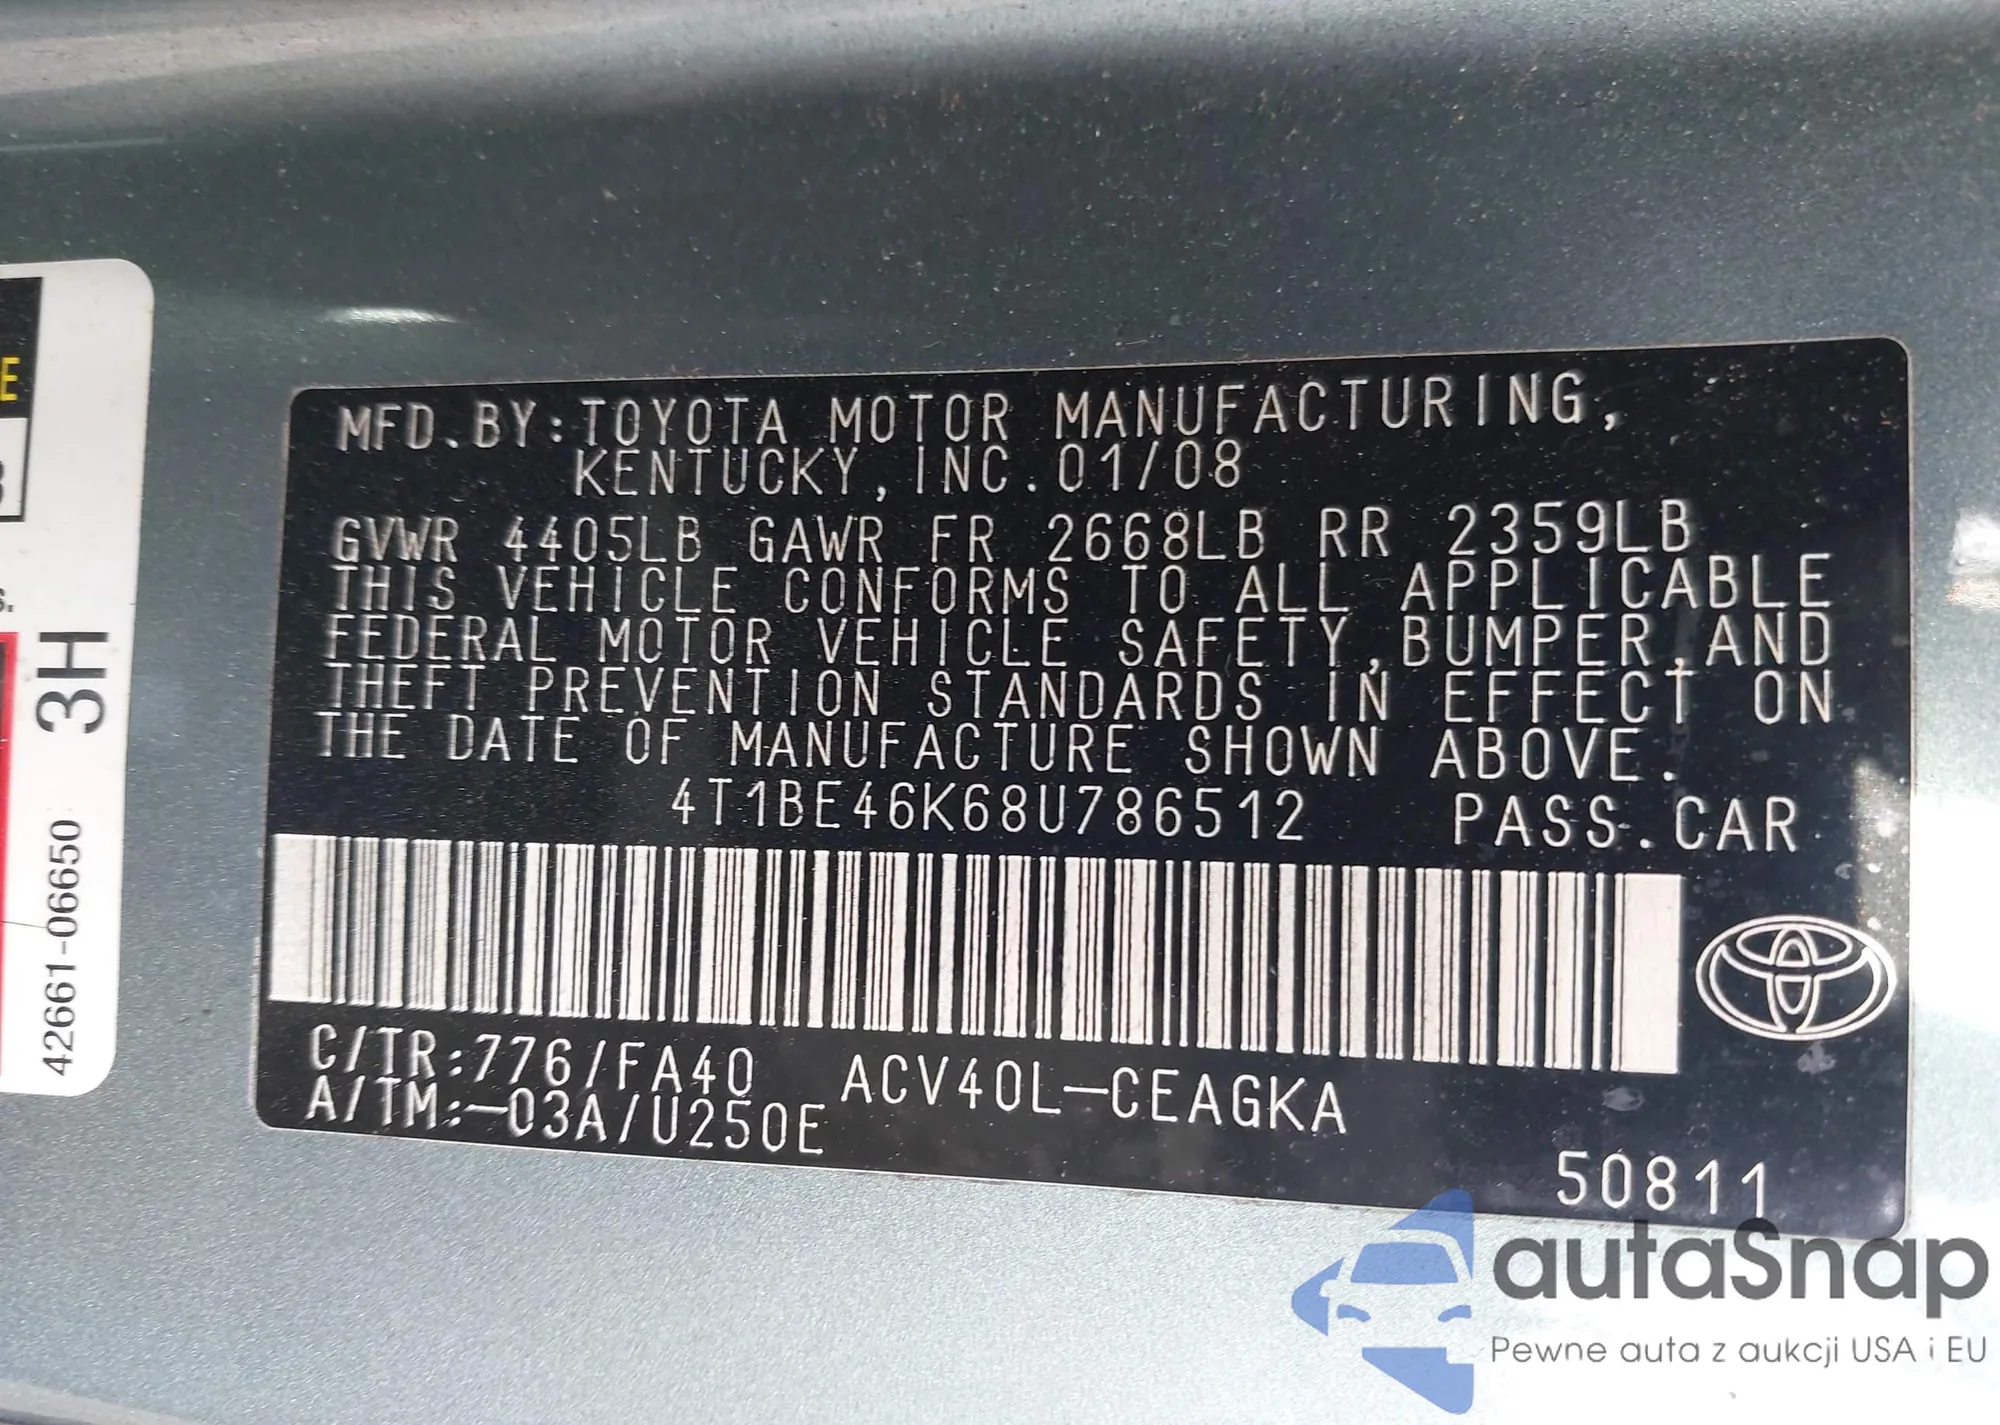 MFD.BY:TOYOTA MOTOR MANUFACTURING,
KENTUCKY,INC.01/08
GVWR 4405LB GAWR FR 2668LB RR 2359LB
THIS VEHICLE CONFORMS TO ALL APPLICABLE
FEDERAL MOTOR VEHICLE SAFETY,BUMPER,AND
THEFT PREVENTION STANDARDS IN EFFECT ON
THE DATE OF MANUFACTURE SHOWN ABOVE.
4T1BE46K68U786512 PASS.CAR
C/TR:776/FA40 ACV40L-CEAGKA
A/TM:-03A/U250E
50811
E
s.
3H
42661-06650
autaSnap
Pewne auta z aukcji USA i EU